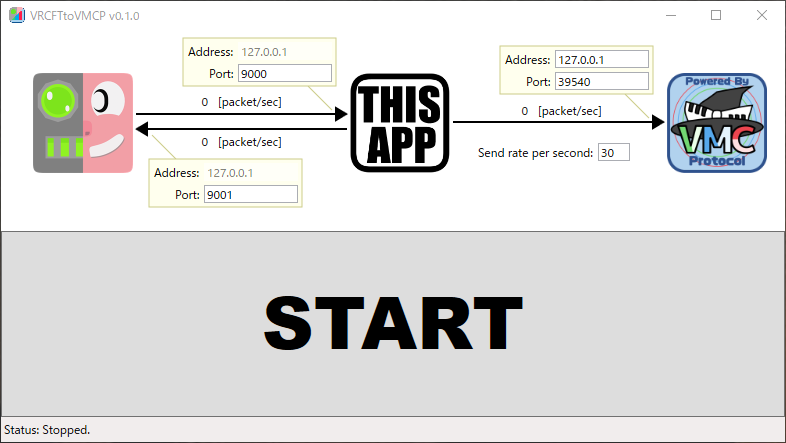 VRCFTtoVMCP v0.1.0
Address: 127.0.0.1
Port: 9000
0 [packet/sec]
0 [packet/sec]
Address: 127.0.0.1
Port: 9001
THIS
APP
Address: 127.0.0.1
Port: 39540
0 [packet/sec]
Send rate per second: 30
Powered By
VMC
Protocol
START
Status: Stopped.